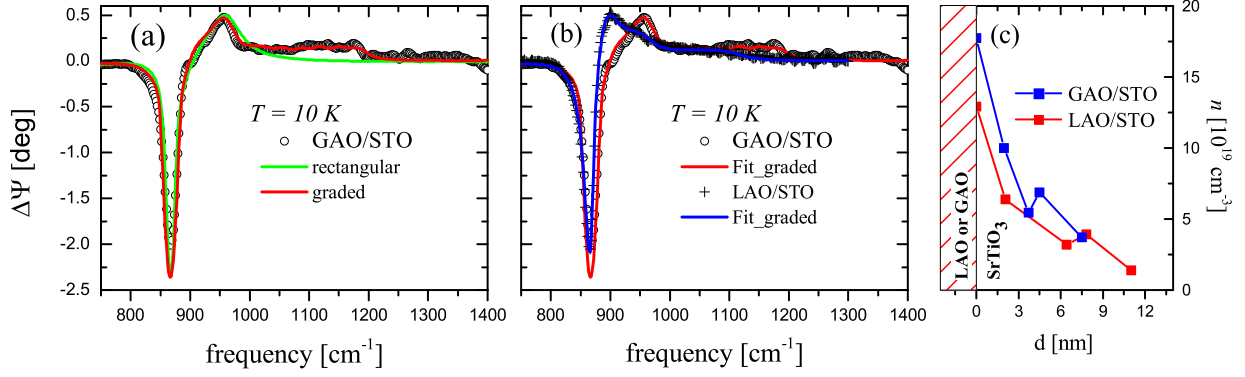 (a)
0.5
0.0
-0.5
-1.0
-1.5
-2.0
-2.5
ΔΨ [deg]
T = 10 K
GAO/STO
rectangular
graded
800 900 1000 1100 1200 1300 1400
frequency [cm⁻¹]
(b)
T = 10 K
GAO/STO
Fit_graded
LAO/STO
Fit_graded
800 900 1000 1100 1200 1300 1400
frequency [cm⁻¹]
(c)
GAO/STO
LAO/STO
LAO or GAO
SrTiO₃
20
15
10
5
0
n [10¹⁹ cm⁻³]
0 3 6 9 12
d [nm]